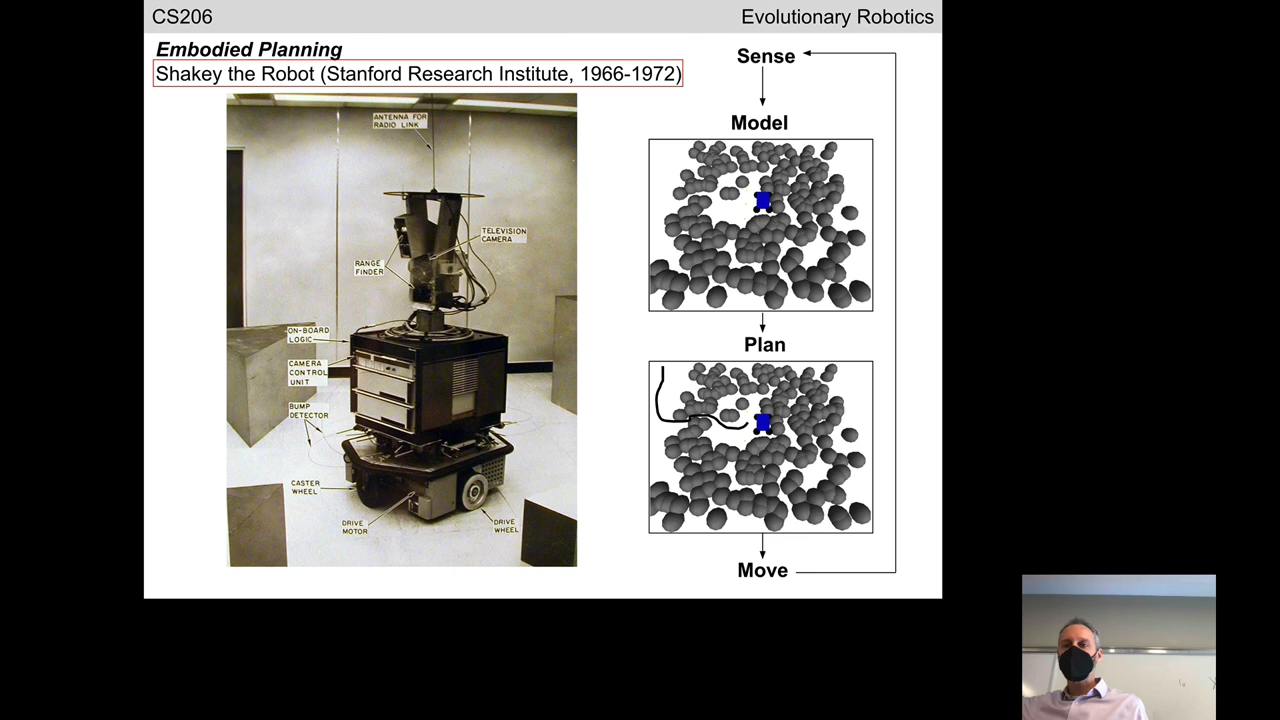 CS206
Evolutionary Robotics
Embodied Planning
Shakey the Robot (Stanford Research Institute, 1966-1972)
ANTENNA FOR
RADIO LINK
TELEVISION
CAMERA
RANGE
FINDER
ON-BOARD
LOGIC
CAMERA
CONTROL
UNIT
BUMP
DETECTOR
CASTER
WHEEL
DRIVE
MOTOR
DRIVE
WHEEL
Sense
Model
Plan
Move